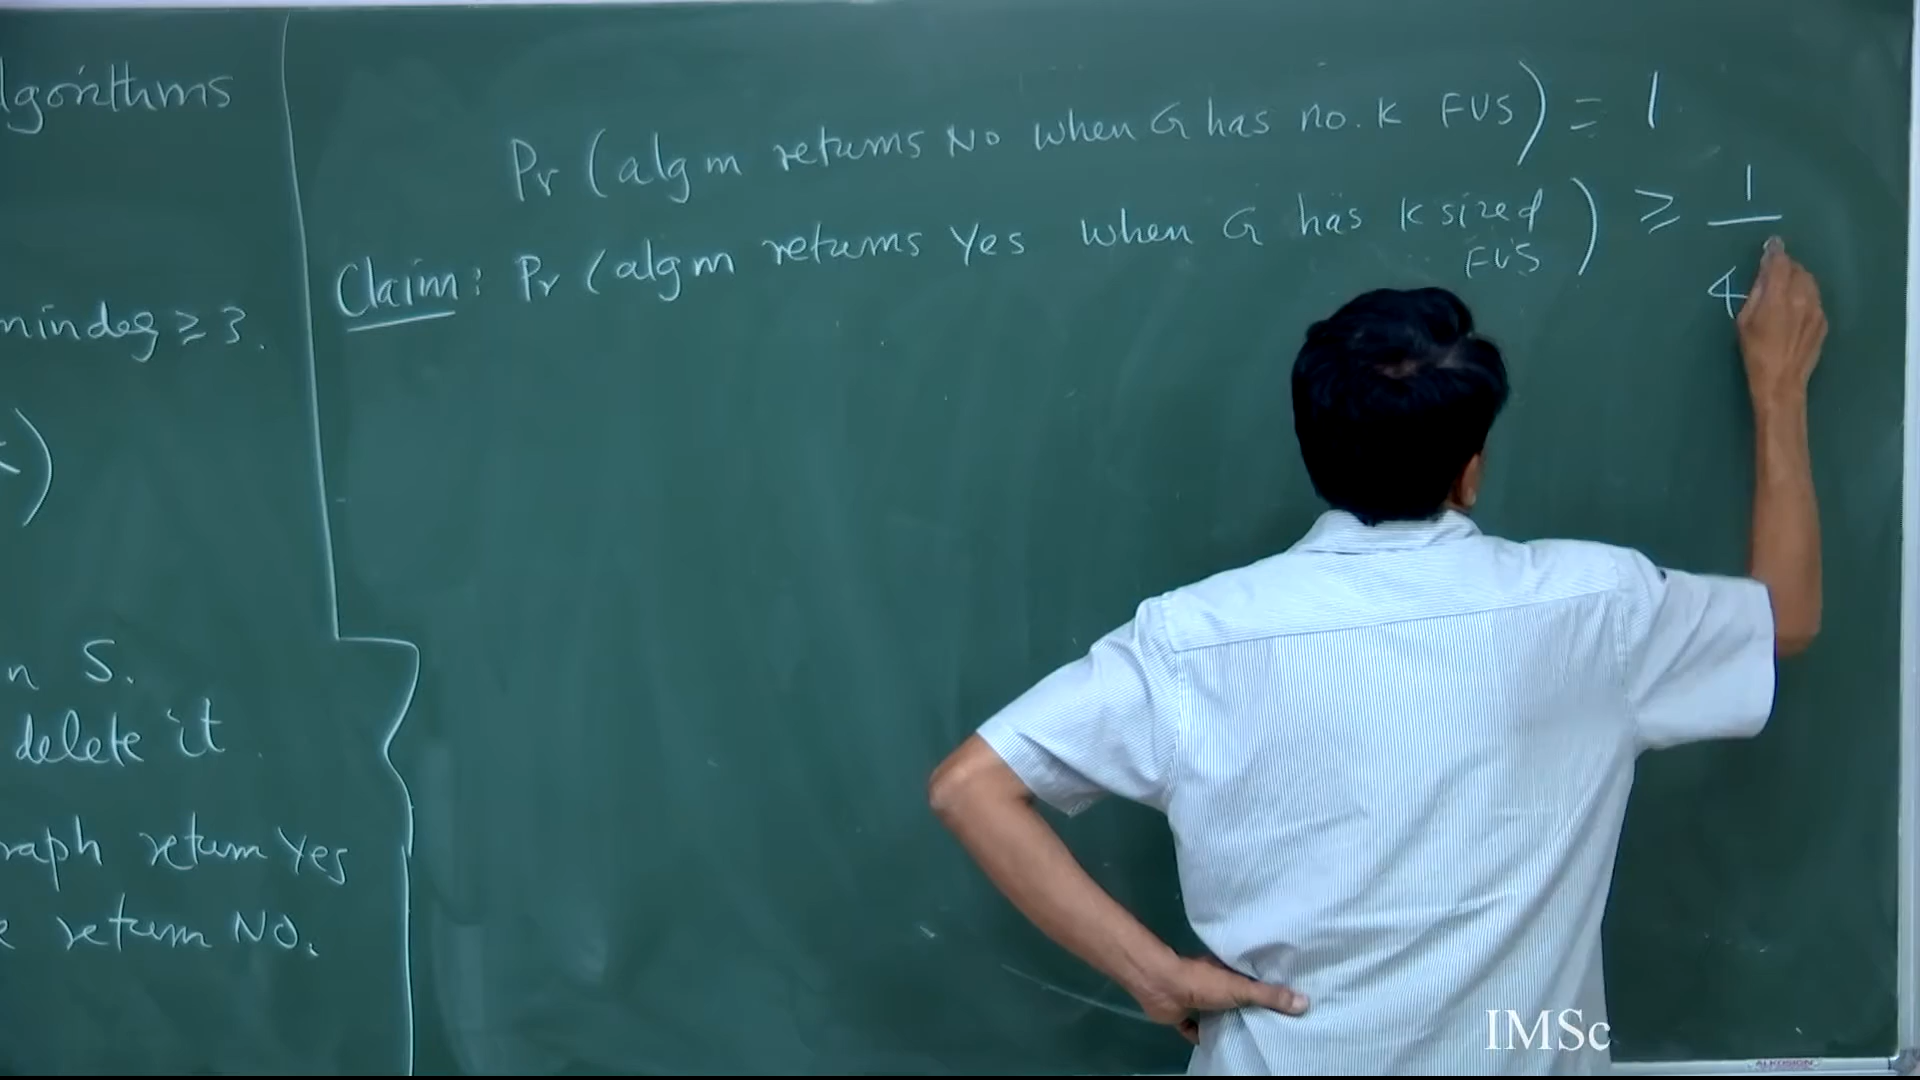 lgorithms
mindeg ≥ 3.
)
n S.
delete it.
raph return Yes
e return NO.
Pr (algm returns No when G has no. K FVS) = 1
Claim: Pr (algm returns Yes when G has K sized FVS) ≥ 1/4
IMSc